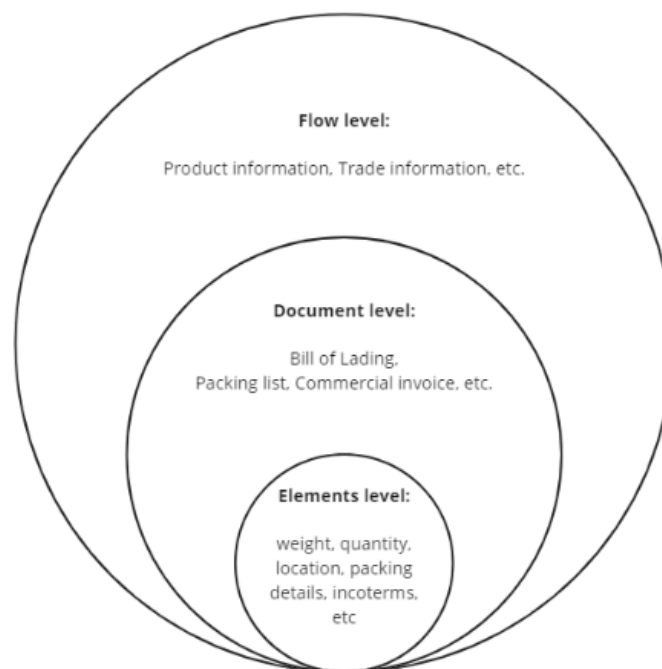 Flow level:
Product information, Trade information, etc.
Document level:
Bill of Lading,
Packing list, Commercial invoice, etc.
Elements level:
weight, quantity,
location, packing
details, incoterms,
etc